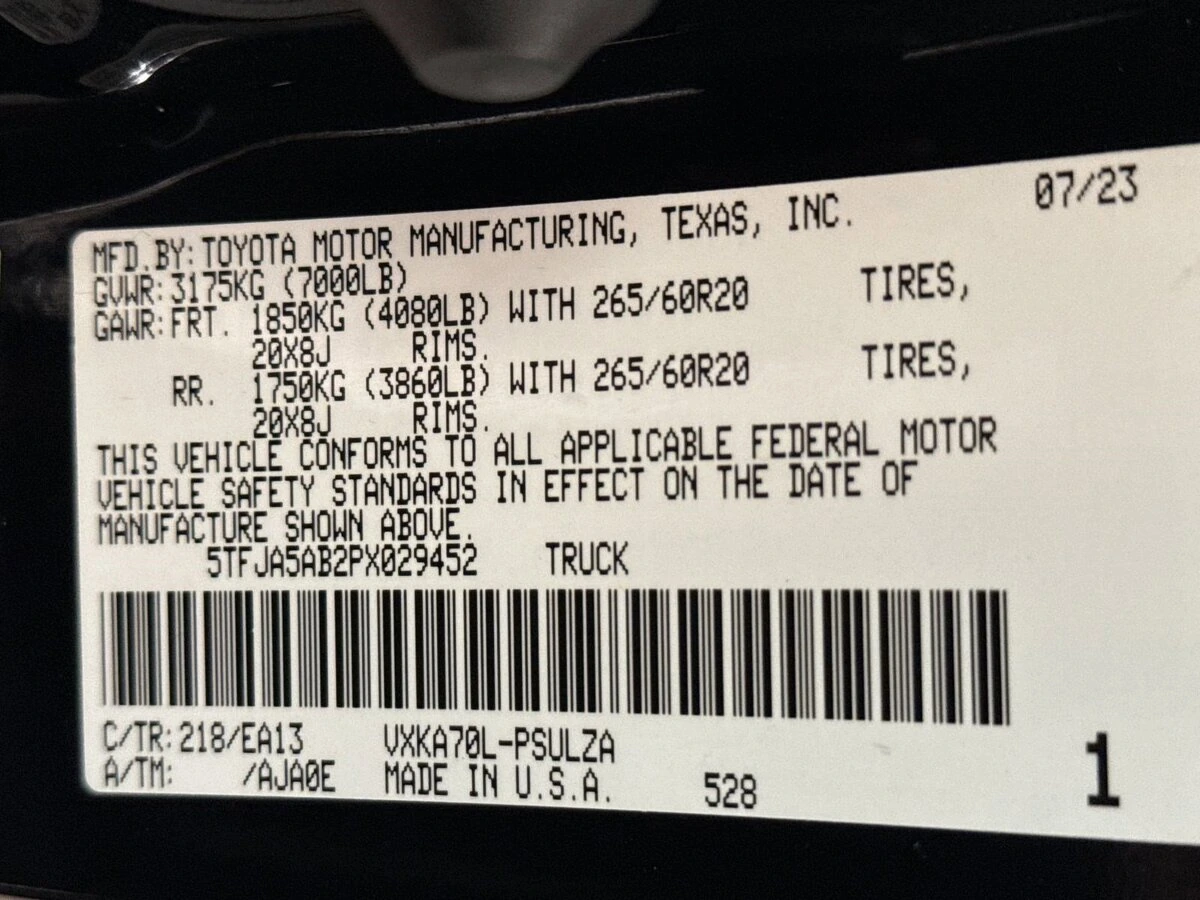 07/23
MFD.BY: TOYOTA MOTOR MANUFACTURING, TEXAS, INC.
GVWR: 3175KG (7000LB)
GAWR: FRT. 1850KG (4080LB) WITH 265/60R20 TIRES,
20X8J RIMS.
RR. 1750KG (3860LB) WITH 265/60R20 TIRES,
20X8J RIMS.
THIS VEHICLE CONFORMS TO ALL APPLICABLE FEDERAL MOTOR
VEHICLE SAFETY STANDARDS IN EFFECT ON THE DATE OF
MANUFACTURE SHOWN ABOVE.
5TFJA5AB2PX029452 TRUCK
C/TR: 218/EA13 VXKA70L-PSULZA
A/TM: /AJA0E MADE IN U.S.A. 528
1